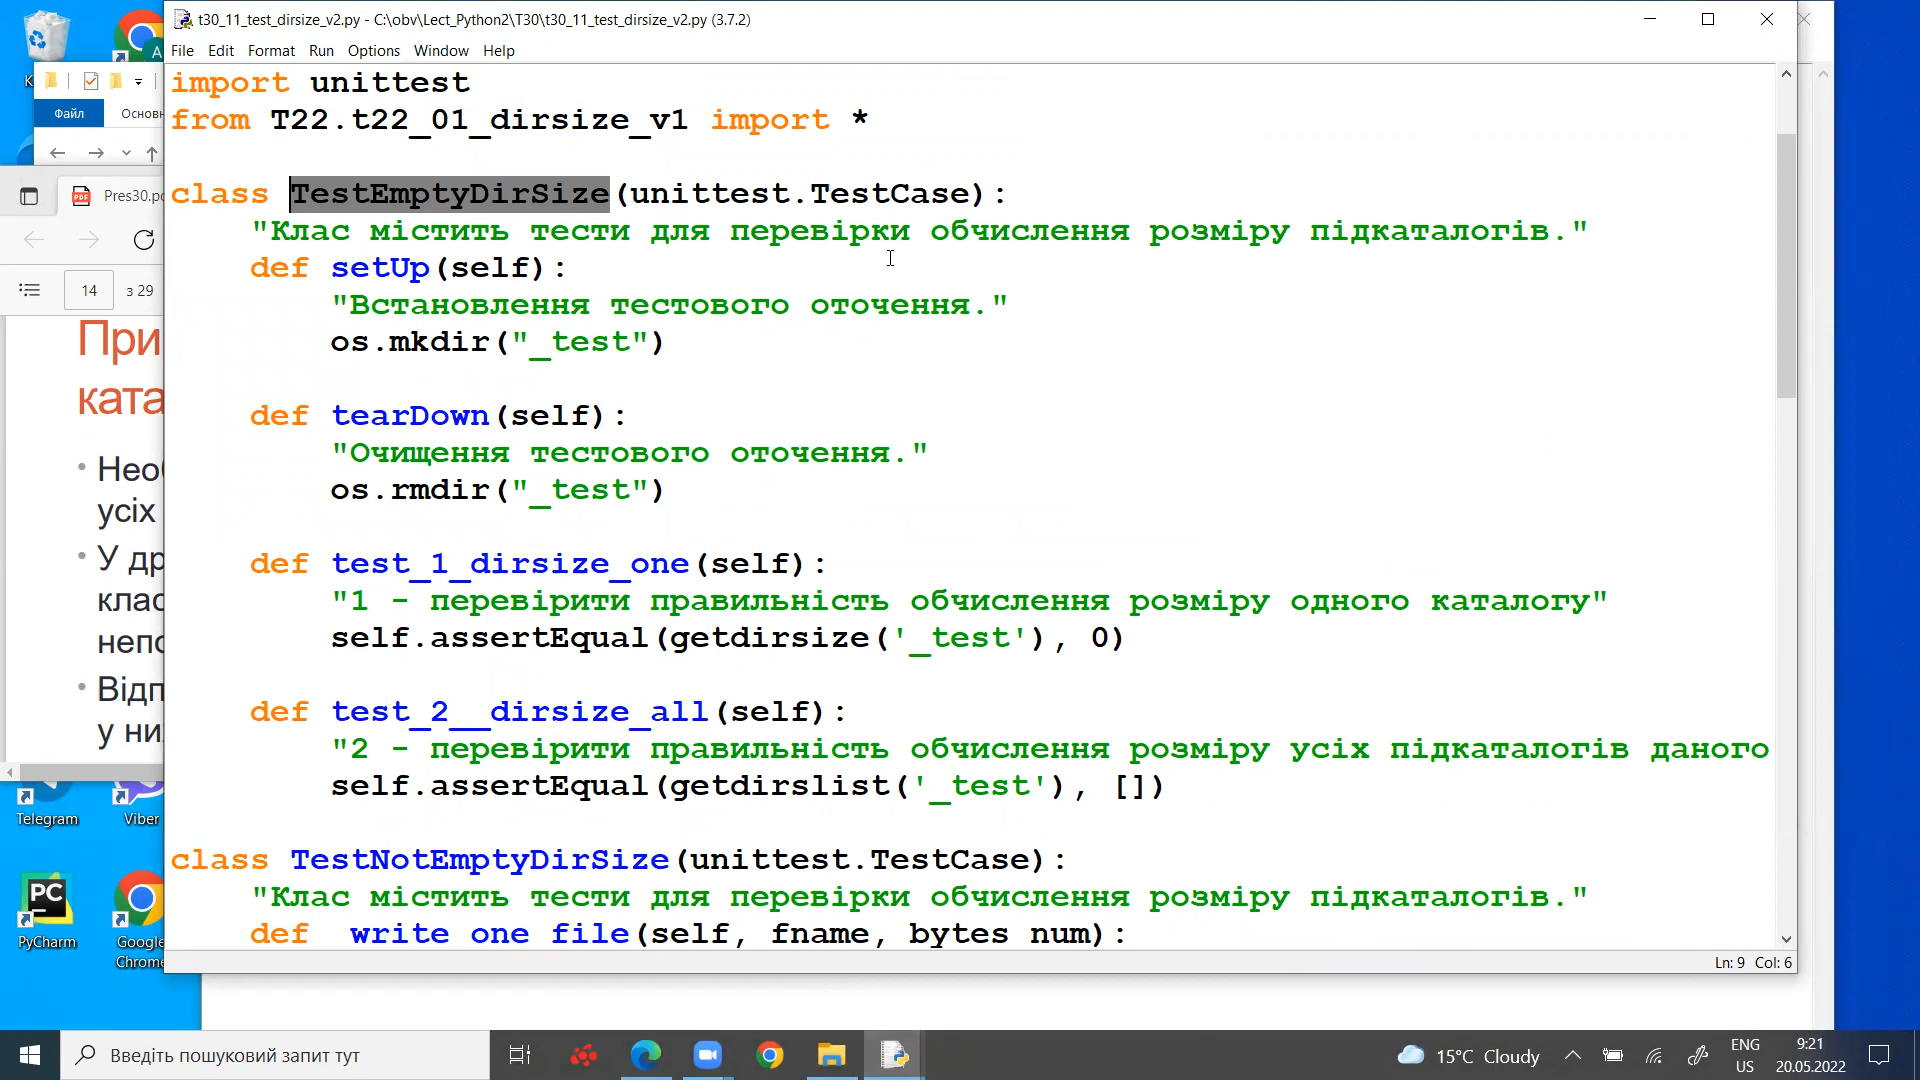 t30_11_test_dirsize_v2.py - C:\obv\Lect_Python2\T30\t30_11_test_dirsize_v2.py (3.7.2)
File Edit Format Run Options Window Help
import unittest
from T22.t22_01_dirsize_v1 import *
class TestEmptyDirSize(unittest.TestCase):
"Клас містить тести для перевірки обчислення розміру підкаталогів."
def setUp(self):
"Встановлення тестового оточення."
os.mkdir("_test")
def tearDown(self):
"Очищення тестового оточення."
os.rmdir("_test")
def test_1_dirsize_one(self):
"1 - перевірити правильність обчислення розміру одного каталогу"
self.assertEqual(getdirsize('_test'), 0)
def test_2__dirsize_all(self):
"2 - перевірити правильність обчислення розміру усіх підкаталогів даного
self.assertEqual(getdirslist('_test'), [])
class TestNotEmptyDirSize(unittest.TestCase):
"Клас містить тести для перевірки обчислення розміру підкаталогів."
def _write_one_file(self, fname, bytes_num):
Ln: 9 Col: 6
Файл
Pres30.p
14 з 29
усіх
У
у
Telegram
Viber
PC
PyCharm
Google
Chrome
Введіть пошуковий запит тут
15°C Cloudy
ENG
US
9:21
20.05.2022